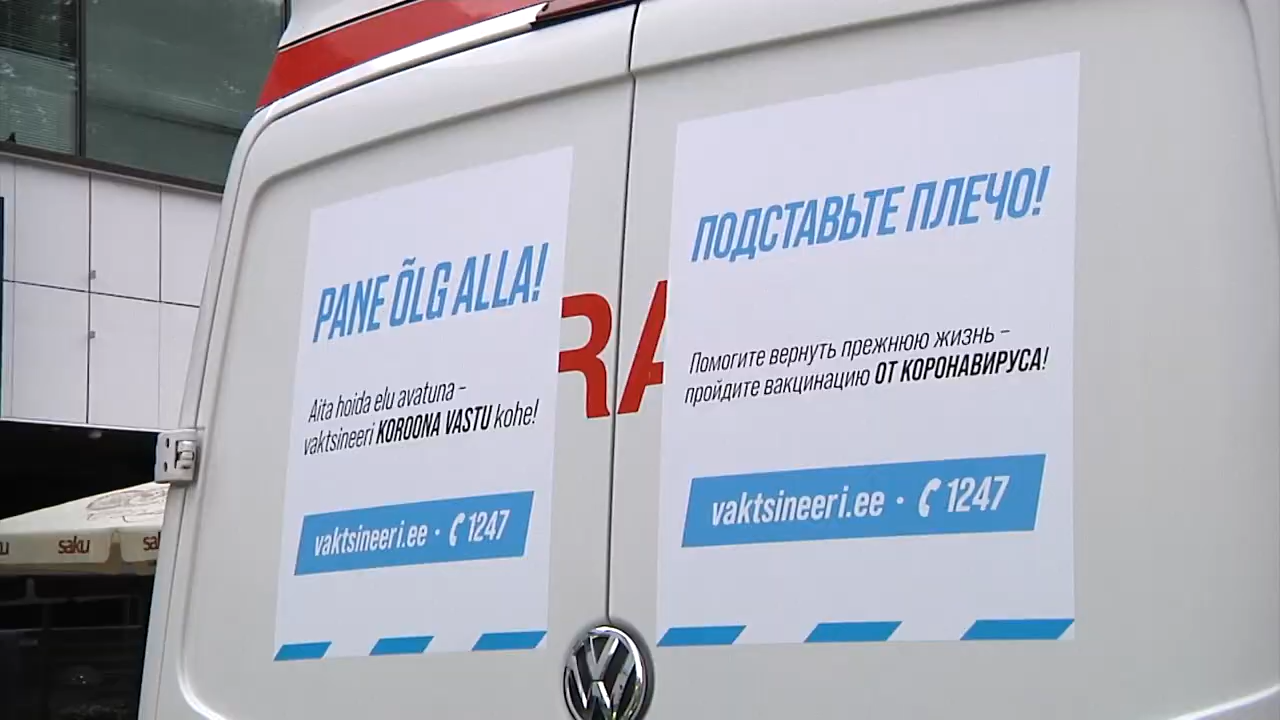 PANE ÕLG ALLA!
Aita hoida elu avatuna –
vaktsineeri KOROONA VASTU kohe!
vaktsineeri.ee · 1247
RA
ПОДСТАВЬТЕ ПЛЕЧО!
Помогите вернуть прежнюю жизнь –
пройдите вакцинацию ОТ КОРОНАВИРУСА!
vaktsineeri.ee · 1247
saku